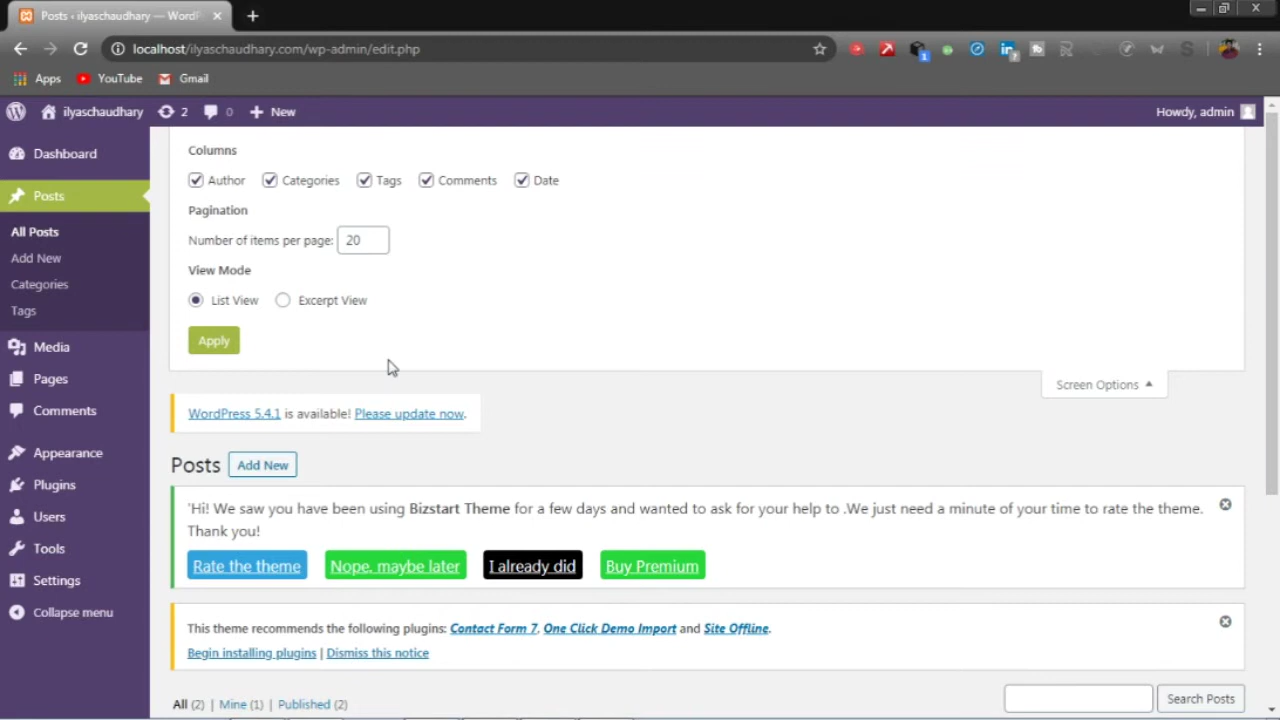 Posts ‹ ilyaschaudhary — WordP
localhost/ilyaschaudhary.com/wp-admin/edit.php
Apps YouTube Gmail
ilyaschaudhary 2 0 New Howdy, admin
Dashboard
Posts
All Posts
Add New
Categories
Tags
Media
Pages
Comments
Appearance
Plugins
Users
Tools
Settings
Collapse menu
Columns
Author Categories Tags Comments Date
Pagination
Number of items per page: 20
View Mode
List View Excerpt View
Apply
Screen Options
WordPress 5.4.1 is available! Please update now.
Posts Add New
'Hi! We saw you have been using Bizstart Theme for a few days and wanted to ask for your help to .We just need a minute of your time to rate the theme.
Thank you!
Rate the theme Nope, maybe later I already did Buy Premium
This theme recommends the following plugins: Contact Form 7, One Click Demo Import and Site Offline.
Begin installing plugins | Dismiss this notice
All (2) | Mine (1) | Published (2)
Search Posts